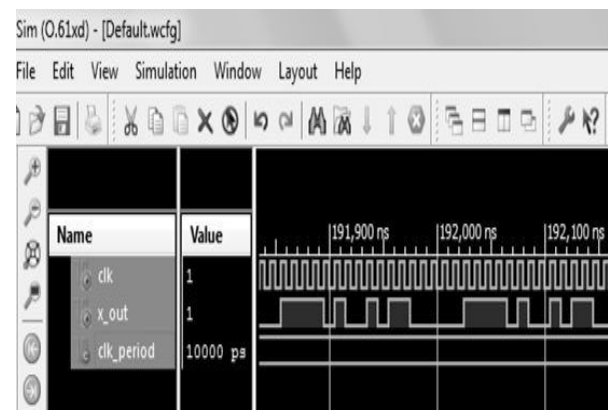 Sim (O.61xd) - [Default.wcfg]
File Edit View Simulation Window Layout Help
Name Value
191,900 ns 192,000 ns 192,100 ns
clk 1
x_out 1
clk_period 10000 ps